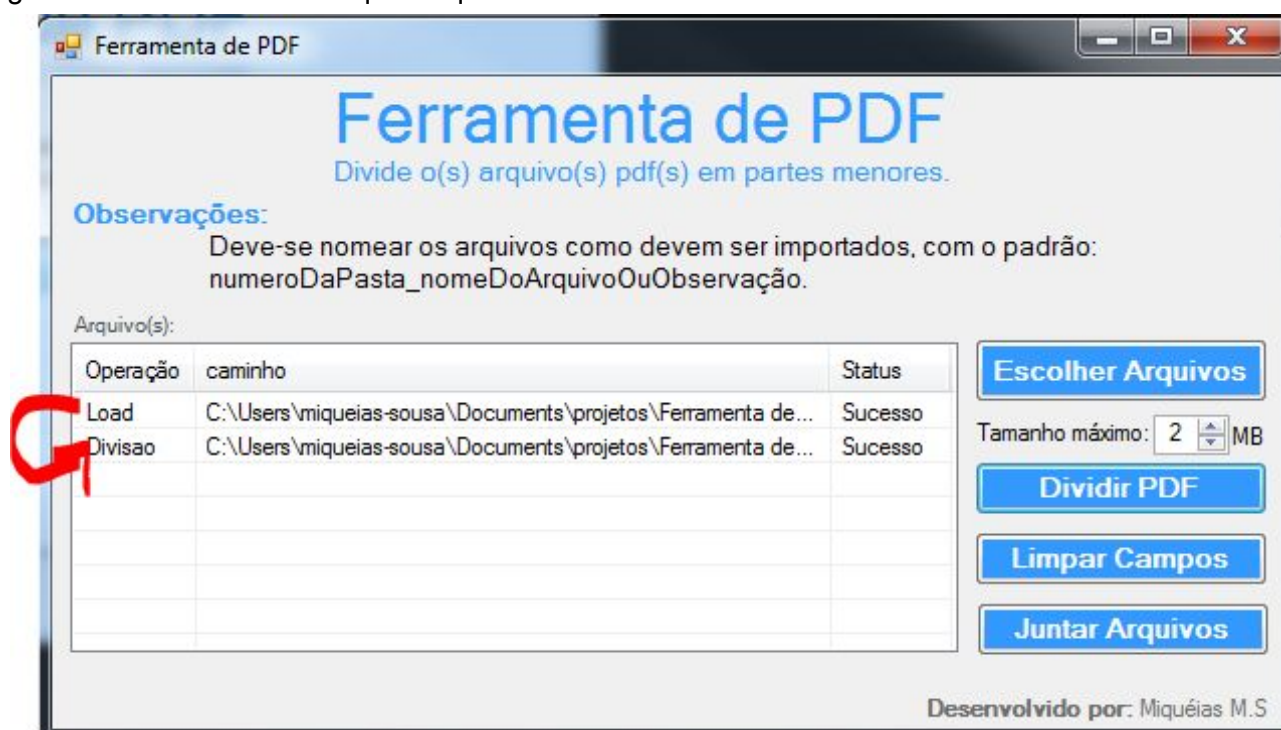 Ferramenta de PDF
Ferramenta de PDF
Divide o(s) arquivo(s) pdf(s) em partes menores.
Observações:
Deve-se nomear os arquivos como devem ser importados, com o padrão:
numeroDaPasta_nomeDoArquivoOuObservação.
Arquivo(s):
Operação caminho Status
Load C:\Users\miqueias-sousa\Documents\projetos\Ferramenta de... Sucesso
Divisao C:\Users\miqueias-sousa\Documents\projetos\Ferramenta de... Sucesso
Escolher Arquivos
Tamanho máximo: 2 MB
Dividir PDF
Limpar Campos
Juntar Arquivos
Desenvolvido por: Miquéias M.S